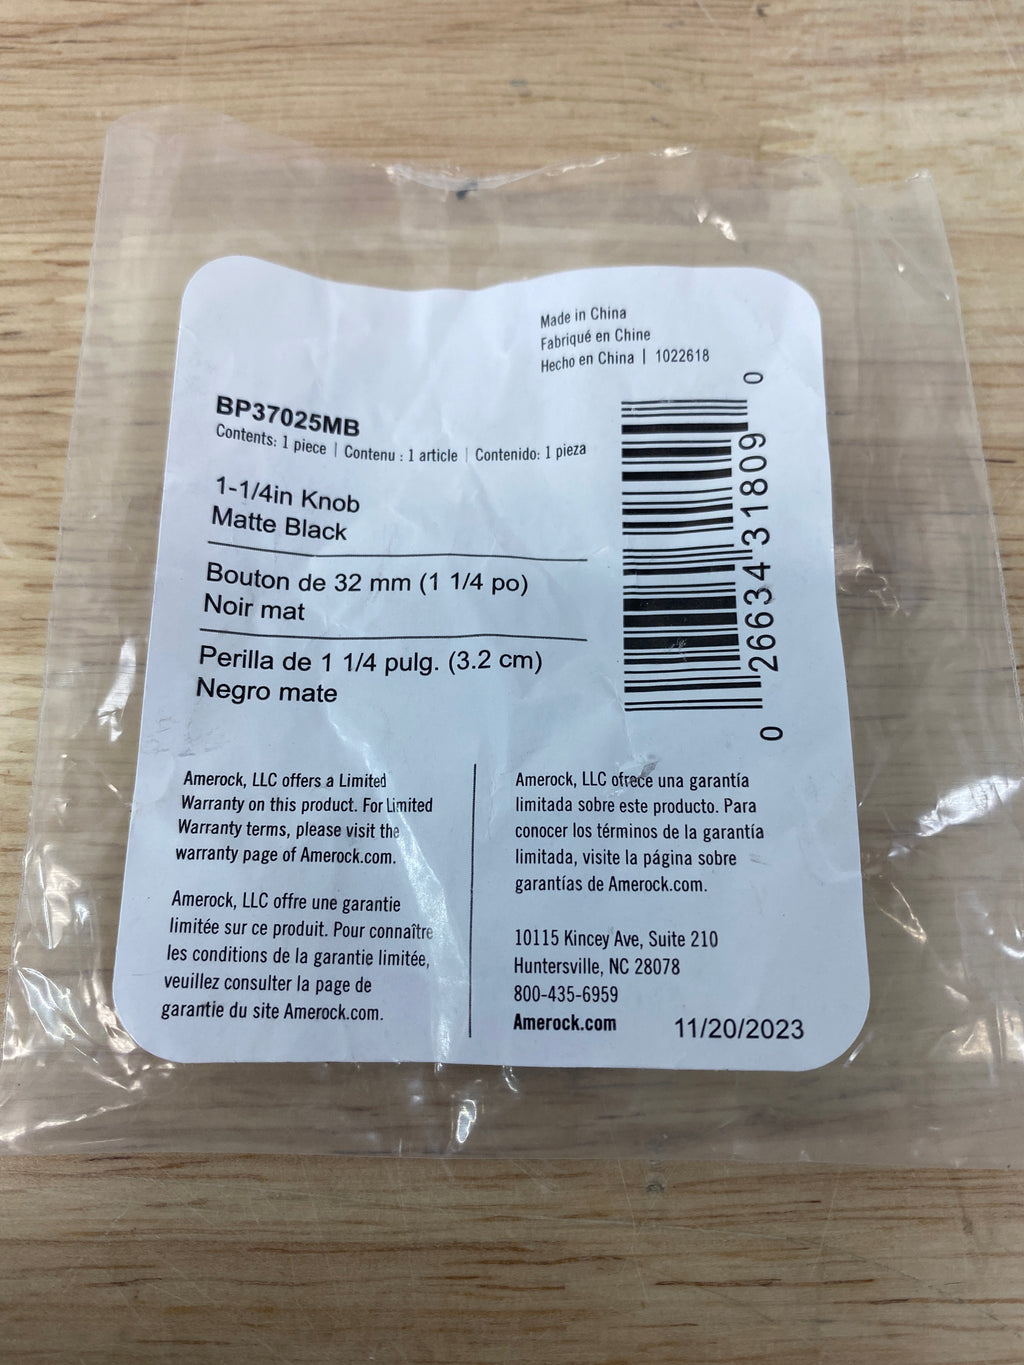 Made in China
Fabriqué en Chine
Hecho en China | 1022618
BP37025MB
Contents: 1 piece | Contenu : 1 article | Contenido: 1 pieza
1-1/4in Knob
Matte Black
Bouton de 32 mm (1 1/4 po)
Noir mat
Perilla de 1 1/4 pulg. (3.2 cm)
Negro mate
0 26634 31809 0
Amerock, LLC offers a Limited
Warranty on this product. For Limited
Warranty terms, please visit the
warranty page of Amerock.com.
Amerock, LLC offre une garantie
limitée sur ce produit. Pour connaître
les conditions de la garantie limitée,
veuillez consulter la page de
garantie du site Amerock.com.
Amerock, LLC ofrece una garantía
limitada sobre este producto. Para
conocer los términos de la garantía
limitada, visite la página sobre
garantías de Amerock.com.
10115 Kincey Ave, Suite 210
Huntersville, NC 28078
800-435-6959
Amerock.com
11/20/2023